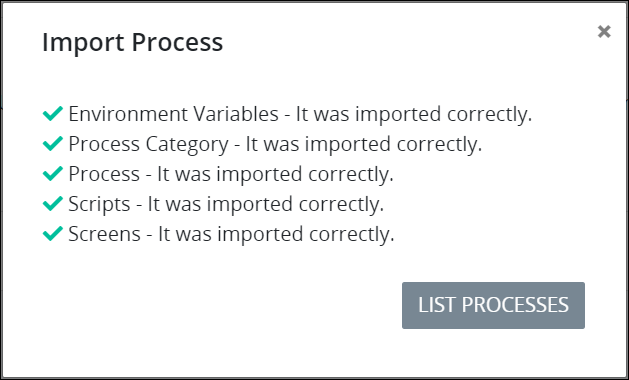 Import Process
×
Environment Variables - It was imported correctly.
Process Category - It was imported correctly.
Process - It was imported correctly.
Scripts - It was imported correctly.
Screens - It was imported correctly.
LIST PROCESSES